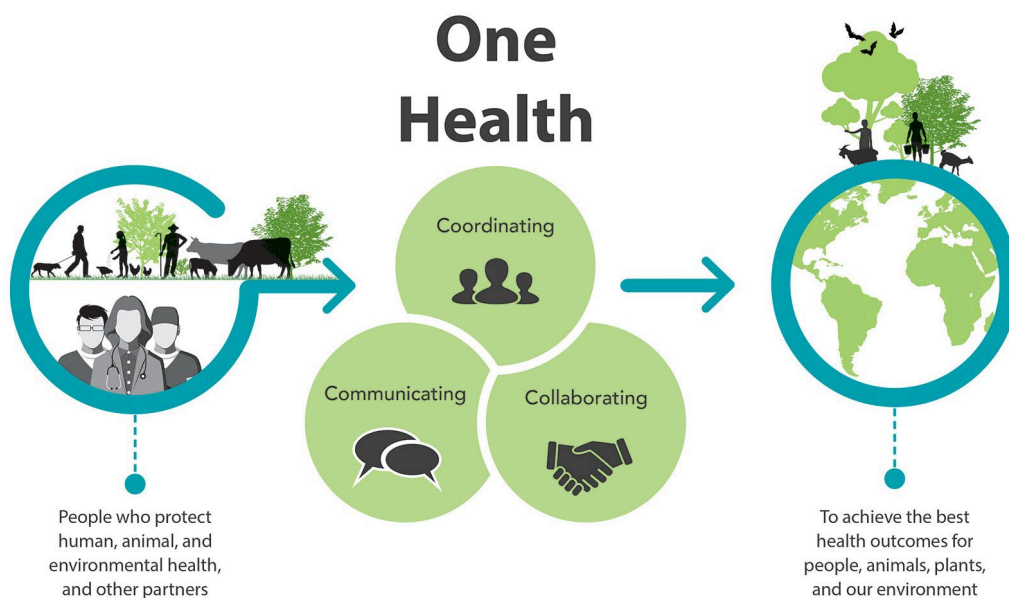 One
Health
Coordinating
Communicating
Collaborating
People who protect
human, animal, and
environmental health,
and other partners
To achieve the best
health outcomes for
people, animals, plants,
and our environment